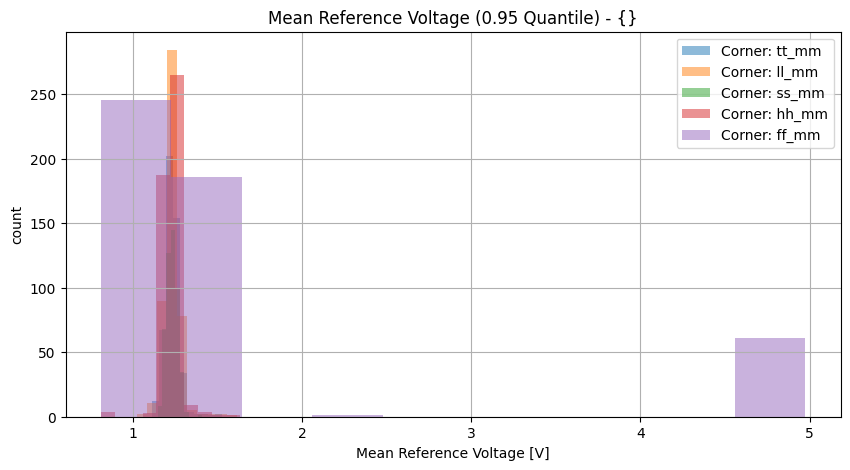 Mean Reference Voltage (0.95 Quantile) - {}
Corner: tt_mm
Corner: ll_mm
Corner: ss_mm
Corner: hh_mm
Corner: ff_mm
count
250
200
150
100
50
0
1 2 3 4 5
Mean Reference Voltage [V]